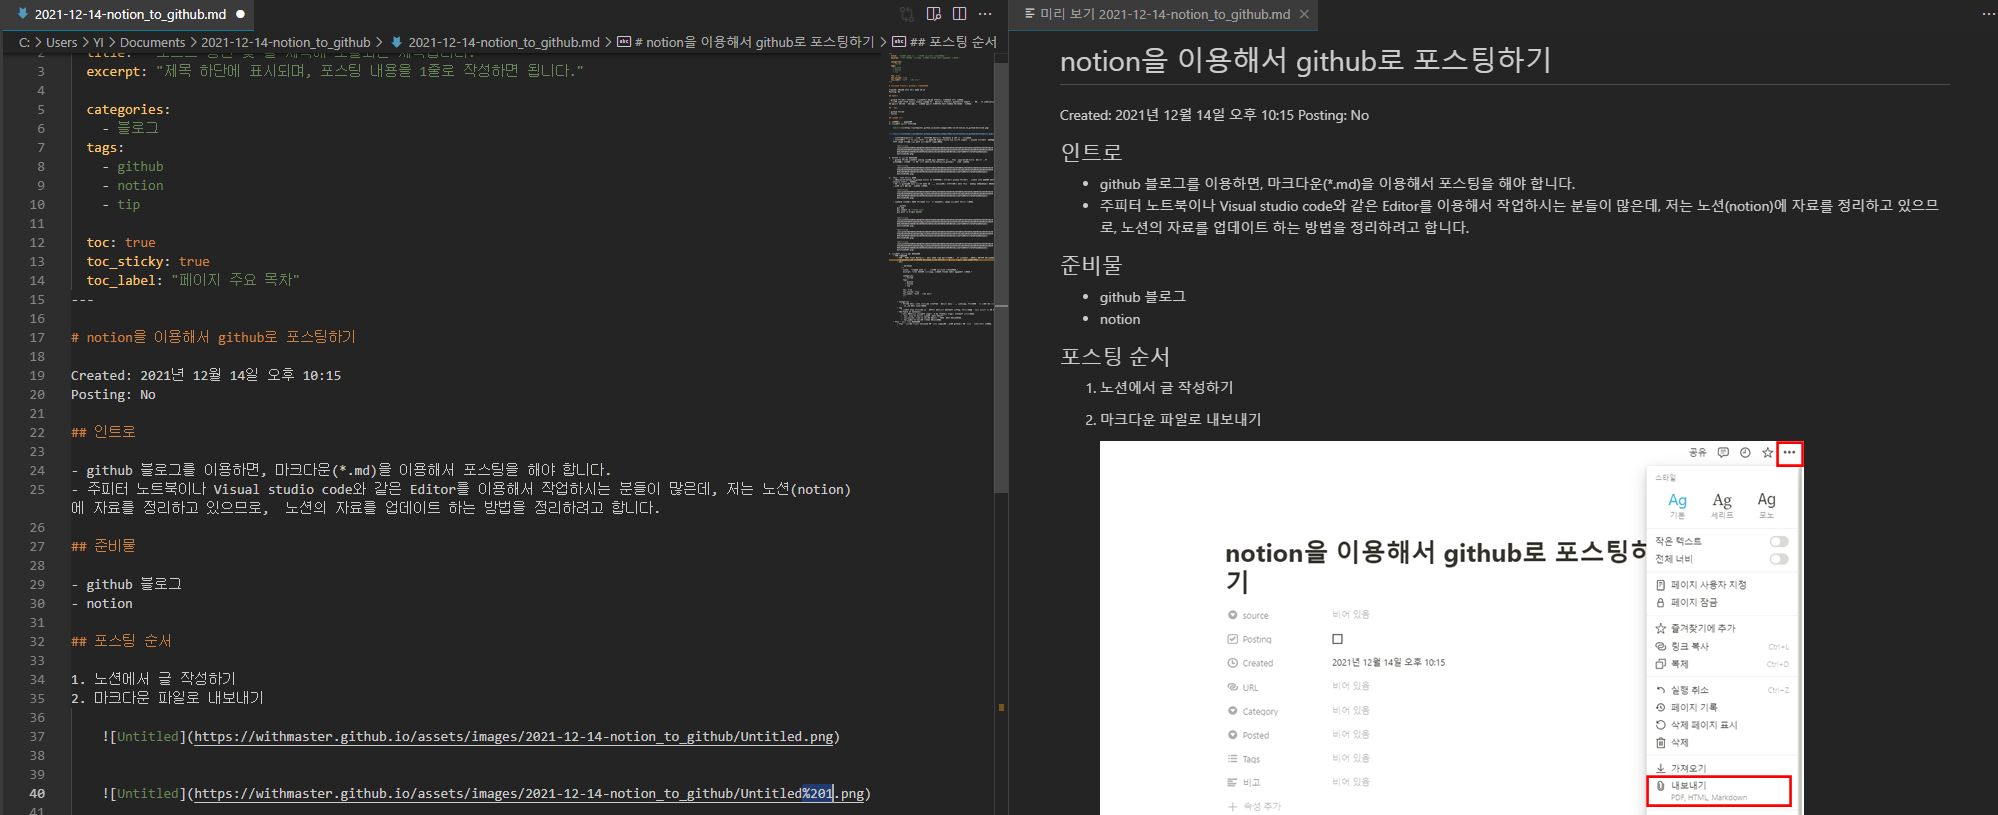 2021-12-14-notion_to_github.md
C: > Users > YI > Documents > 2021-12-14-notion_to_github > 2021-12-14-notion_to_github.md > # notion을 이용해서 github로 포스팅하기 > ## 포스팅 순서
3 excerpt: "제목 하단에 표시되며, 포스팅 내용을 1줄로 작성하면 됩니다."
4
5 categories:
6 - 블로그
7 tags:
8 - github
9 - notion
10 - tip
11
12 toc: true
13 toc_sticky: true
14 toc_label: "페이지 주요 목차"
15 ---
16
17 # notion을 이용해서 github로 포스팅하기
18
19 Created: 2021년 12월 14일 오후 10:15
20 Posting: No
21
22 ## 인트로
23
24 - github 블로그를 이용하면, 마크다운(*.md)을 이용해서 포스팅을 해야 합니다.
25 - 주피터 노트북이나 Visual studio code와 같은 Editor를 이용해서 작업하시는 분들이 많은데, 저는 노션(notion)
에 자료를 정리하고 있으므로, 노션의 자료를 업데이트 하는 방법을 정리하려고 합니다.
26
27 ## 준비물
28
29 - github 블로그
30 - notion
31
32 ## 포스팅 순서
33
34 1. 노션에서 글 작성하기
35 2. 마크다운 파일로 내보내기
36
37 ![Untitled](https://withmaster.github.io/assets/images/2021-12-14-notion_to_github/Untitled.png)
38
39
40 ![Untitled](https://withmaster.github.io/assets/images/2021-12-14-notion_to_github/Untitled%201.png)
41
미리 보기 2021-12-14-notion_to_github.md
notion을 이용해서 github로 포스팅하기
Created: 2021년 12월 14일 오후 10:15 Posting: No
인트로
• github 블로그를 이용하면, 마크다운(*.md)을 이용해서 포스팅을 해야 합니다.
• 주피터 노트북이나 Visual studio code와 같은 Editor를 이용해서 작업하시는 분들이 많은데, 저는 노션(notion)에 자료를 정리하고 있으므
로, 노션의 자료를 업데이트 하는 방법을 정리하려고 합니다.
준비물
• github 블로그
• notion
포스팅 순서
1. 노션에서 글 작성하기
2. 마크다운 파일로 내보내기
공유
notion을 이용해서 github로 포스팅하
기
source 비어 있음
Posting
Created 2021년 12월 14일 오후 10:15
URL 비어 있음
Category 비어 있음
Posted 비어 있음
Tags 비어 있음
비고 비어 있음
속성 추가
스타일
Ag Ag Ag
기본 세리프 모노
작은 텍스트
전체 너비
페이지 사용자 지정
페이지 잠금
즐겨찾기에 추가
링크 복사 Ctrl+L
복제 Ctrl+D
실행 취소 Ctrl+Z
페이지 기록
삭제 페이지 표시
삭제
가져오기
내보내기
PDF, HTML, Markdown